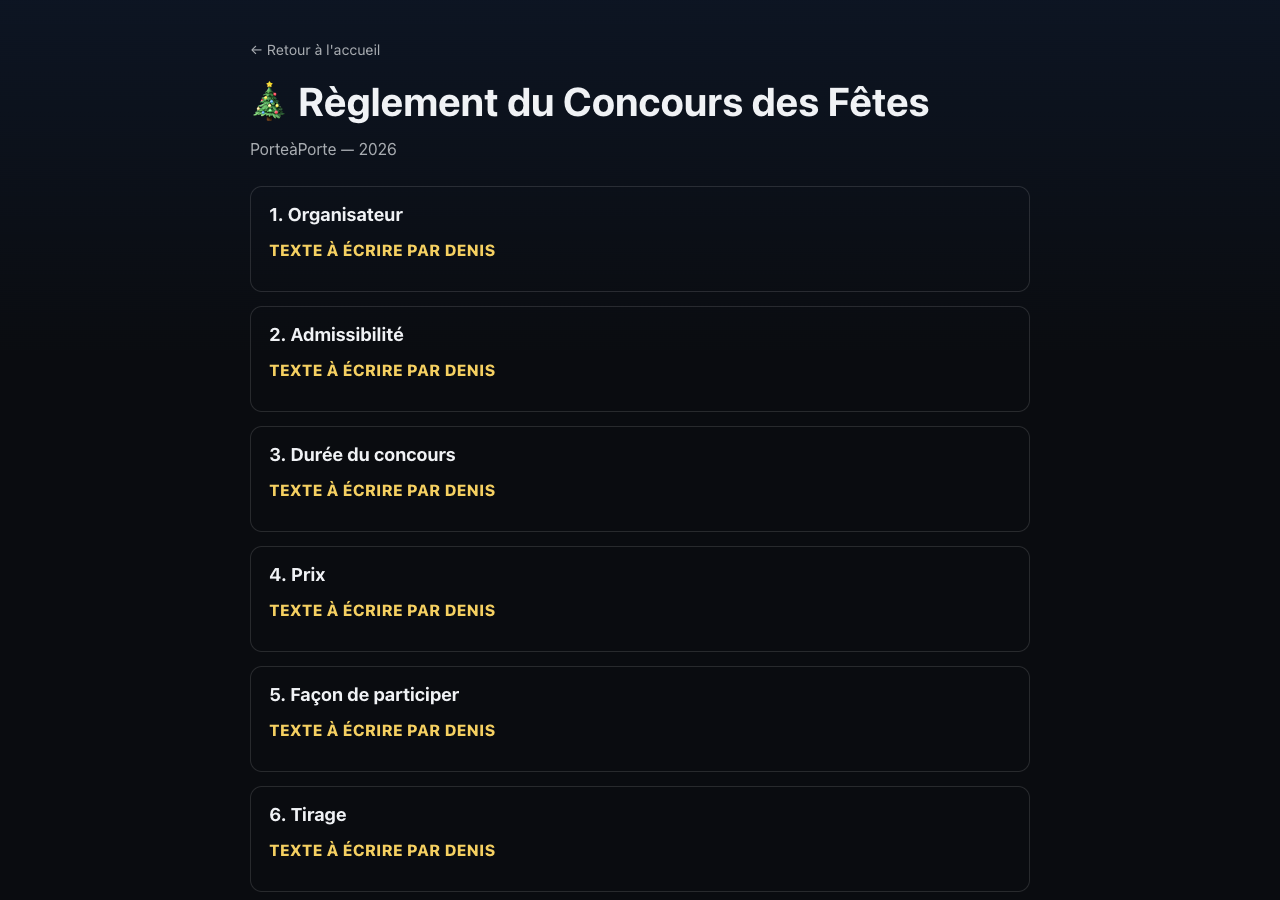 ← Retour à l'accueil
🎄 Règlement du Concours des Fêtes
PorteàPorte — 2026
1. Organisateur
TEXTE À ÉCRIRE PAR DENIS
2. Admissibilité
TEXTE À ÉCRIRE PAR DENIS
3. Durée du concours
TEXTE À ÉCRIRE PAR DENIS
4. Prix
TEXTE À ÉCRIRE PAR DENIS
5. Façon de participer
TEXTE À ÉCRIRE PAR DENIS
6. Tirage
TEXTE À ÉCRIRE PAR DENIS